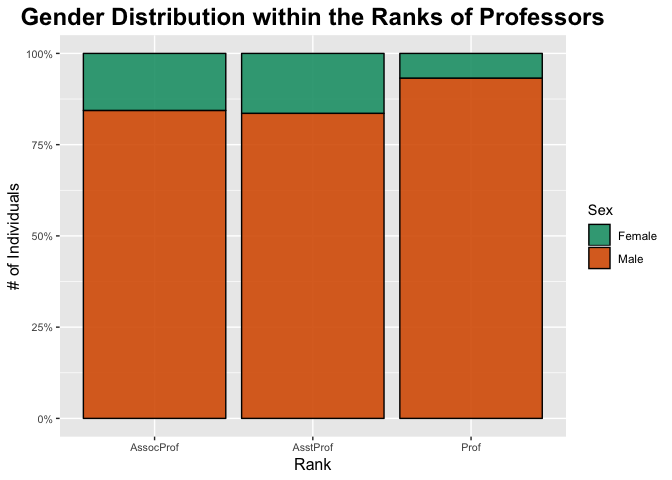 Gender Distribution within the Ranks of Professors
# of Individuals
100%
75%
50%
25%
0%
AssocProf
AsstProf
Prof
Rank
Sex
Female
Male